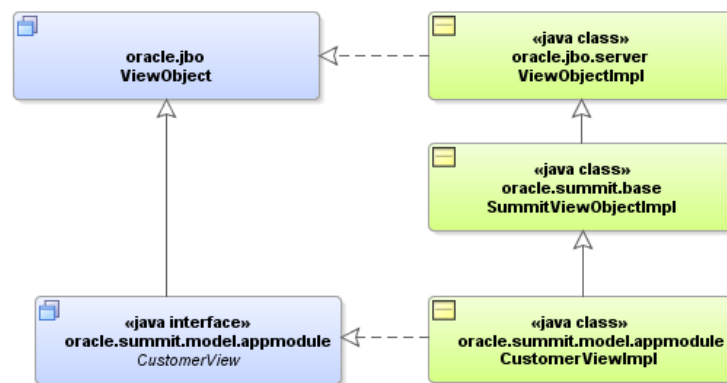 oracle.jbo
ViewObject
«java class»
oracle.jbo.server
ViewObjectImpl
«java class»
oracle.summit.base
SummitViewObjectImpl
«java interface»
oracle.summit.model.appmodule
CustomerView
«java class»
oracle.summit.model.appmodule
CustomerViewImpl